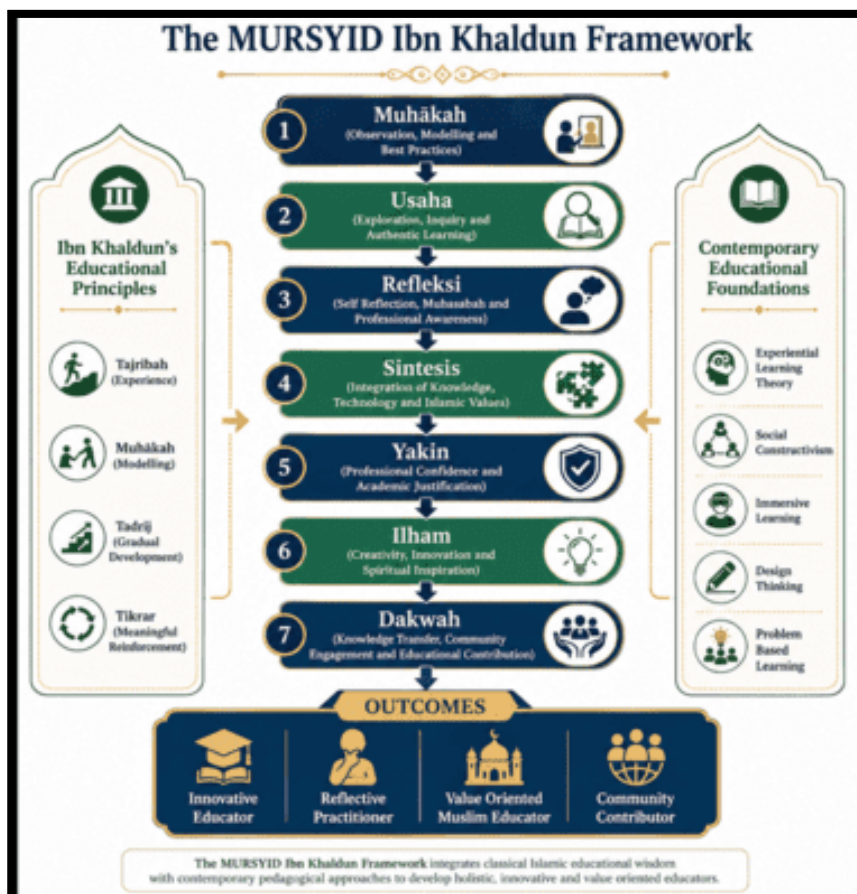 The MURSYID Ibn Khaldun Framework
Ibn Khaldun's
Educational
Principles
Tajribah
(Experience)
Muhākah
(Modelling)
Tadrij
(Gradual
Development)
Tikrar
(Meaningful
Reinforcement)
1
Muhākah
(Observation, Modelling and
Best Practices)
2
Usaha
(Exploration, Inquiry and
Authentic Learning)
3
Refleksi
(Self Reflection, Muhasabah and
Professional Awareness)
4
Sintesis
(Integration of Knowledge,
Technology and Islamic Values)
5
Yakin
(Professional Confidence and
Academic Justification)
6
Ilham
(Creativity, Innovation and
Spiritual Inspiration)
7
Dakwah
(Knowledge Transfer, Community
Engagement and Educational Contribution)
Contemporary
Educational
Foundations
Experiential
Learning
Theory
Social
Constructivism
Immersive
Learning
Design
Thinking
Problem
Based
Learning
OUTCOMES
Innovative
Educator
Reflective
Practitioner
Value Oriented
Muslim Educator
Community
Contributor
The MURSYID Ibn Khaldun Framework integrates classical Islamic educational wisdom
with contemporary pedagogical approaches to develop holistic, innovative and value oriented educators.